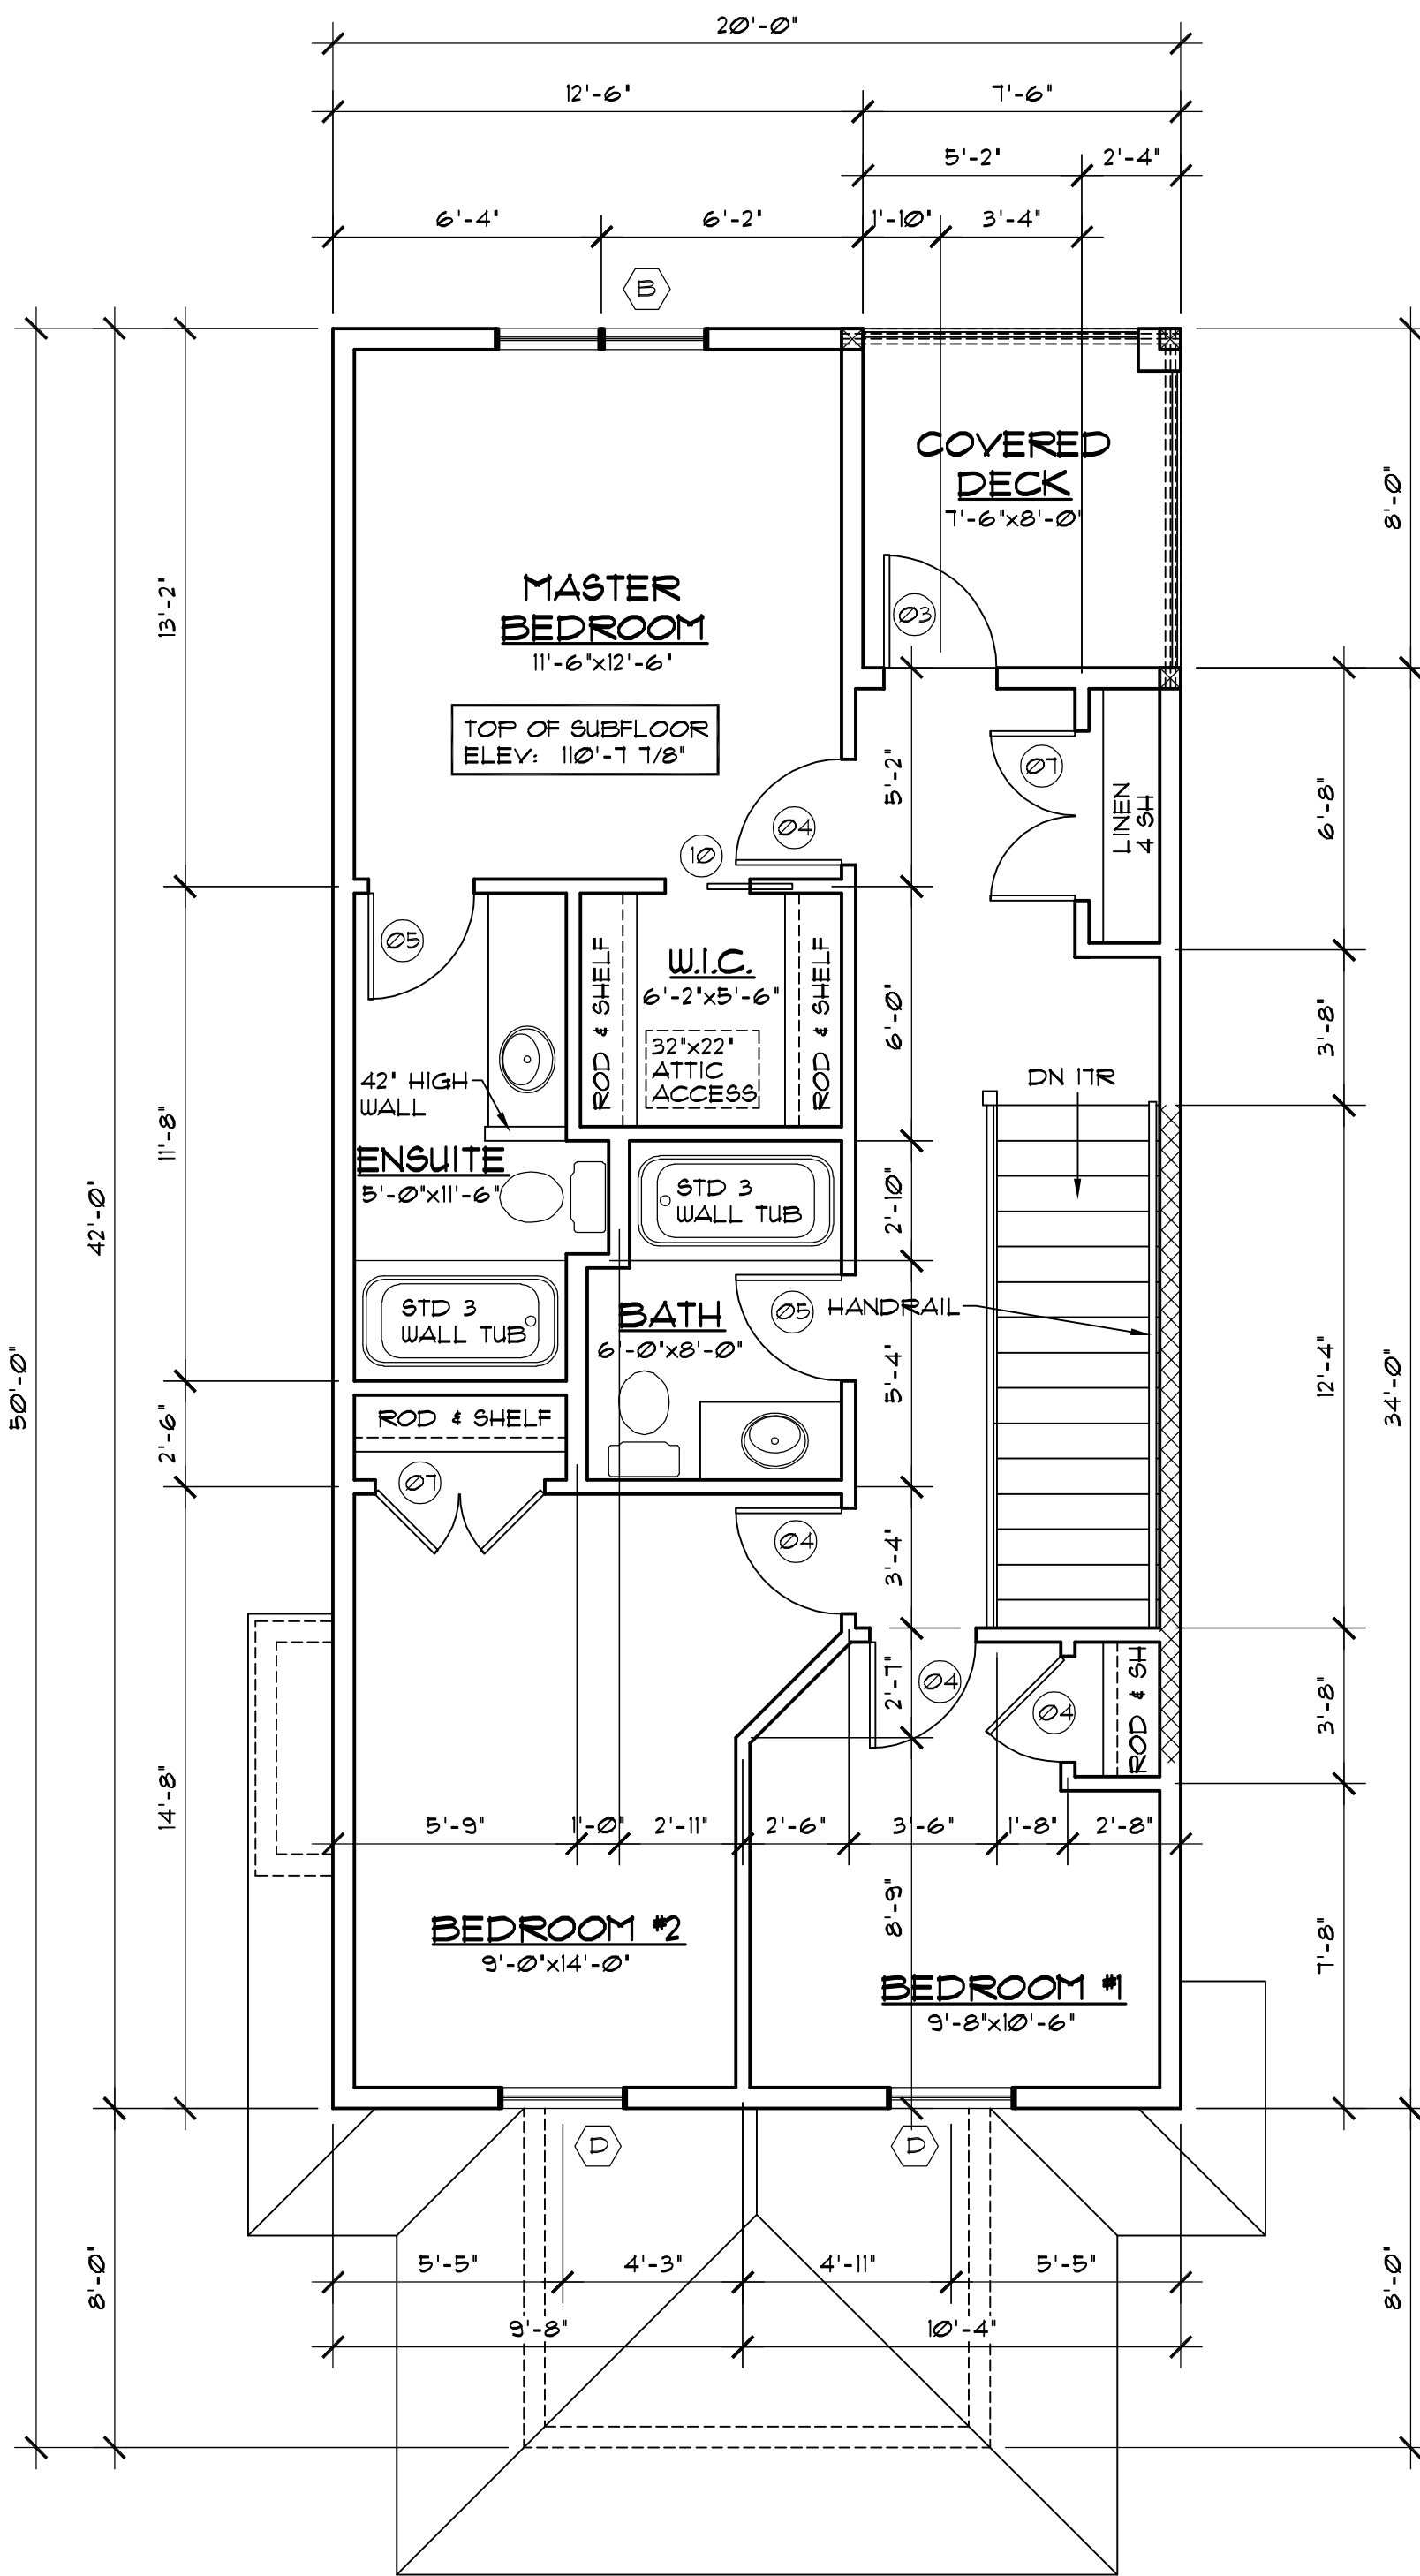 20'-0"
12'-6"
7'-6"
5'-2"
2'-4"
6'-4"
6'-2"
1'-10"
3'-4"
B
COVERED
DECK
7'-6"x8'-0"
8'-0"
MASTER
BEDROOM
11'-6"x12'-6"
13'-2"
03
TOP OF SUBFLOOR
ELEV: 110'-7 7/8"
5'-2"
07
LINEN
4 SH
6'-8"
04
10
05
W.I.C.
6'-2"x5'-6"
ROD & SHELF
ROD & SHELF
32"x22"
ATTIC
ACCESS
6'-0"
3'-8"
42" HIGH
WALL
DN 17R
ENSUITE
5'-0"x11'-6"
11'-8"
42'-0"
STD 3
WALL TUB
2'-10"
STD 3
WALL TUB
BATH
6'-0"x8'-0"
05
HANDRAIL
50'-0"
5'-4"
12'-4"
34'-0"
2'-6"
ROD & SHELF
07
04
3'-4"
04
2'-7"
04
ROD & SH
3'-8"
14'-8"
5'-9"
1'-0"
2'-11"
2'-6"
3'-6"
1'-8"
2'-8"
8'-9"
BEDROOM #2
9'-0"x14'-0"
BEDROOM #1
9'-8"x10'-6"
7'-8"
D
D
8'-0"
5'-5"
4'-3"
4'-11"
5'-5"
8'-0"
9'-8"
10'-4"